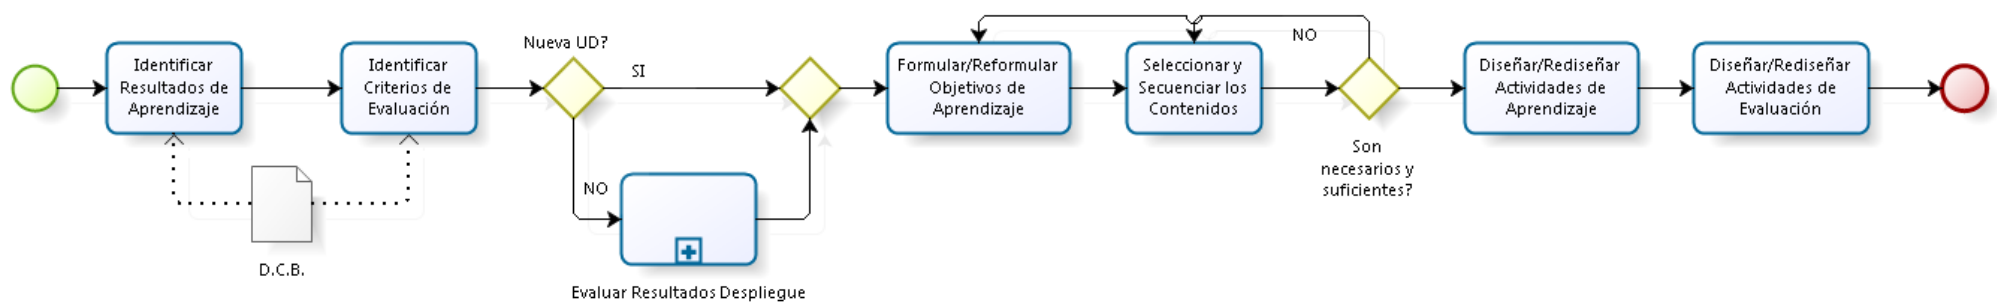 Identificar
Resultados de
Aprendizaje
Identificar
Criterios de
Evaluación
D.C.B.
Nueva UD?
SI
NO
Evaluar Resultados Despliegue
Formular/Reformular
Objetivos de
Aprendizaje
Seleccionar y
Secuenciar los
Contenidos
NO
Son
necesarios y
suficientes?
Diseñar/Rediseñar
Actividades de
Aprendizaje
Diseñar/Rediseñar
Actividades de
Evaluación